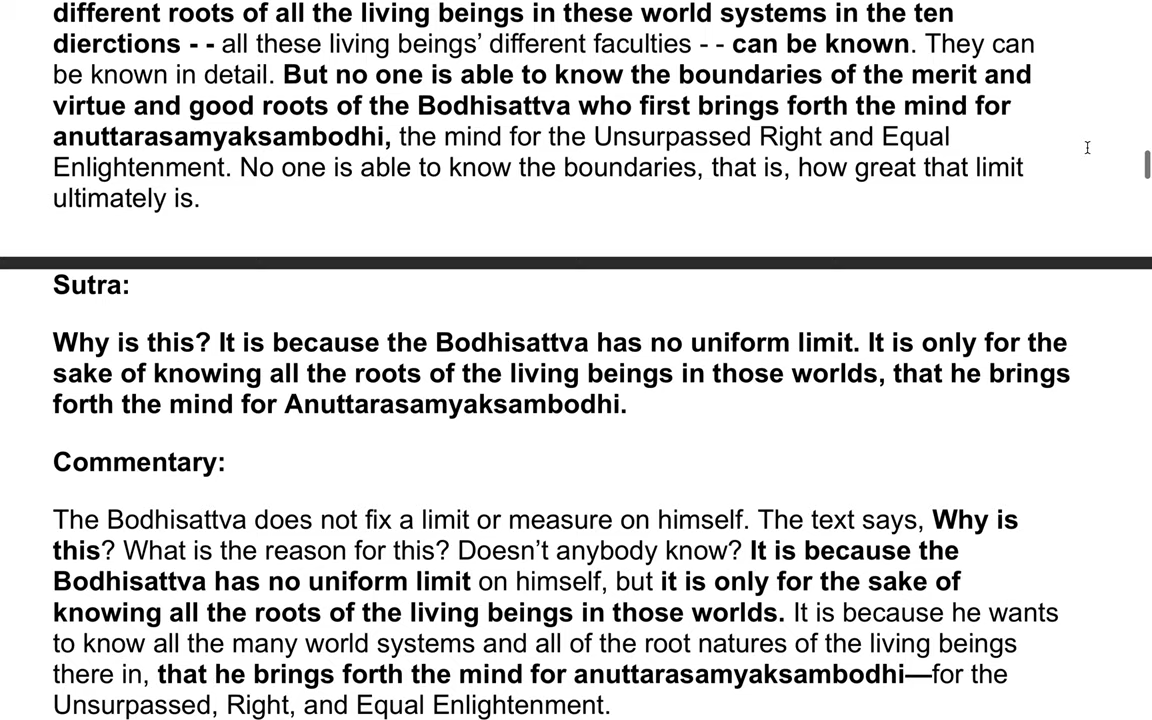 different roots of all the living beings in these world systems in the ten
dierctions - - all these living beings’ different faculties - - can be known. They can
be known in detail. But no one is able to know the boundaries of the merit and
virtue and good roots of the Bodhisattva who first brings forth the mind for
anuttarasamyaksambodhi, the mind for the Unsurpassed Right and Equal
Enlightenment. No one is able to know the boundaries, that is, how great that limit
ultimately is.
Sutra:
Why is this? It is because the Bodhisattva has no uniform limit. It is only for the
sake of knowing all the roots of the living beings in those worlds, that he brings
forth the mind for Anuttarasamyaksambodhi.
Commentary:
The Bodhisattva does not fix a limit or measure on himself. The text says, Why is
this? What is the reason for this? Doesn’t anybody know? It is because the
Bodhisattva has no uniform limit on himself, but it is only for the sake of
knowing all the roots of the living beings in those worlds. It is because he wants
to know all the many world systems and all of the root natures of the living beings
there in, that he brings forth the mind for anuttarasamyaksambodhi—for the
Unsurpassed, Right, and Equal Enlightenment.